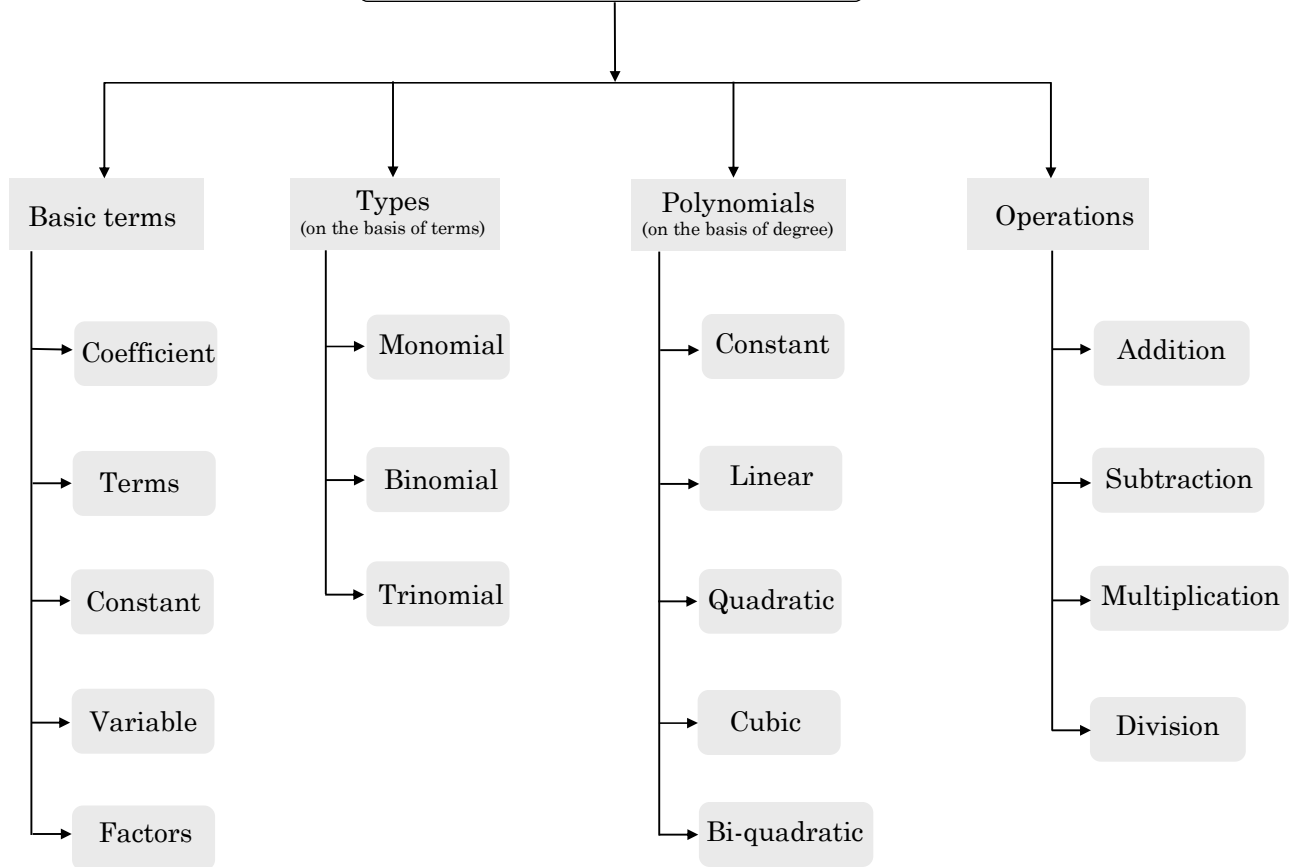 Basic terms
Coefficient
Terms
Constant
Variable
Factors
Types
(on the basis of terms)
Monomial
Binomial
Trinomial
Polynomials
(on the basis of degree)
Constant
Linear
Quadratic
Cubic
Bi-quadratic
Operations
Addition
Subtraction
Multiplication
Division